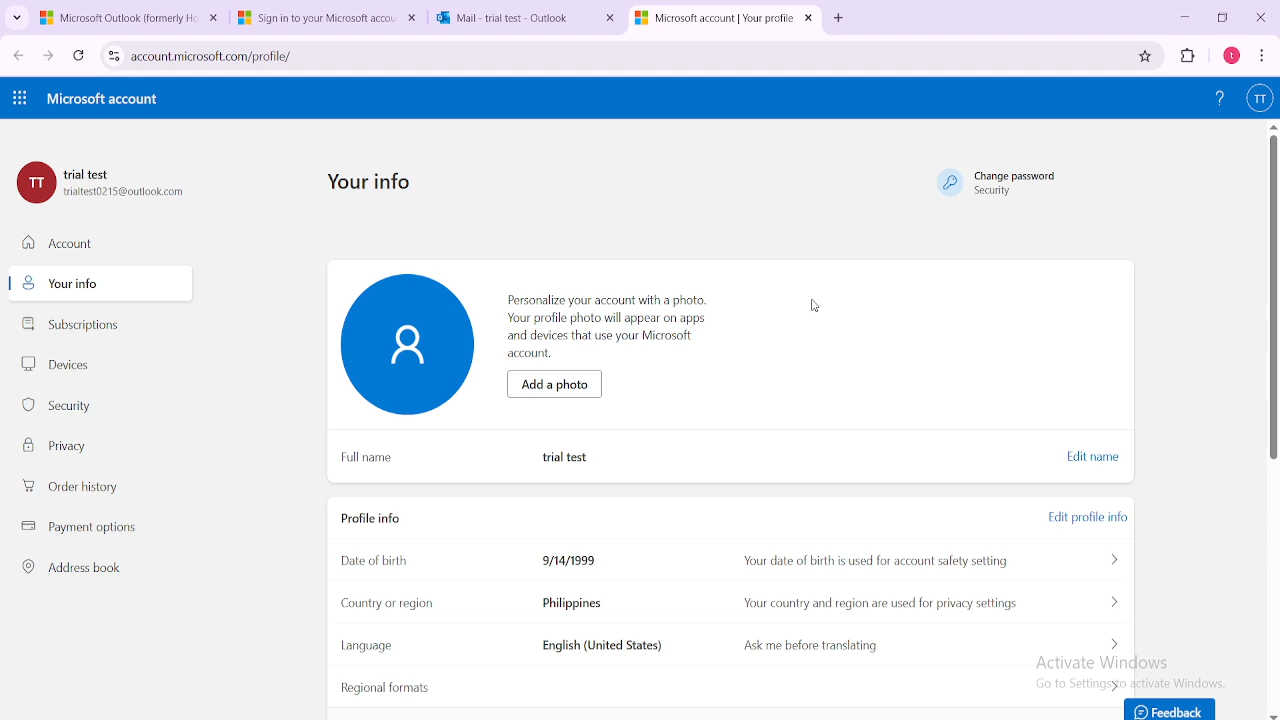 Microsoft Outlook (formerly Ho
Sign in to your Microsoft accou
Mail - trial test - Outlook
Microsoft account | Your profile
account.microsoft.com/profile/
t
Microsoft account
?
TT
TT
trial test
trialtest0215@outlook.com
Account
Your info
Subscriptions
Devices
Security
Privacy
Order history
Payment options
Address book
Your info
Change password
Security
Personalize your account with a photo.
Your profile photo will appear on apps
and devices that use your Microsoft
account.
Add a photo
Full name trial test Edit name
Profile info Edit profile info
Date of birth 9/14/1999 Your date of birth is used for account safety setting
Country or region Philippines Your country and region are used for privacy settings
Language English (United States) Ask me before translating
Regional formats
Activate Windows
Go to Settings to activate Windows.
Feedback